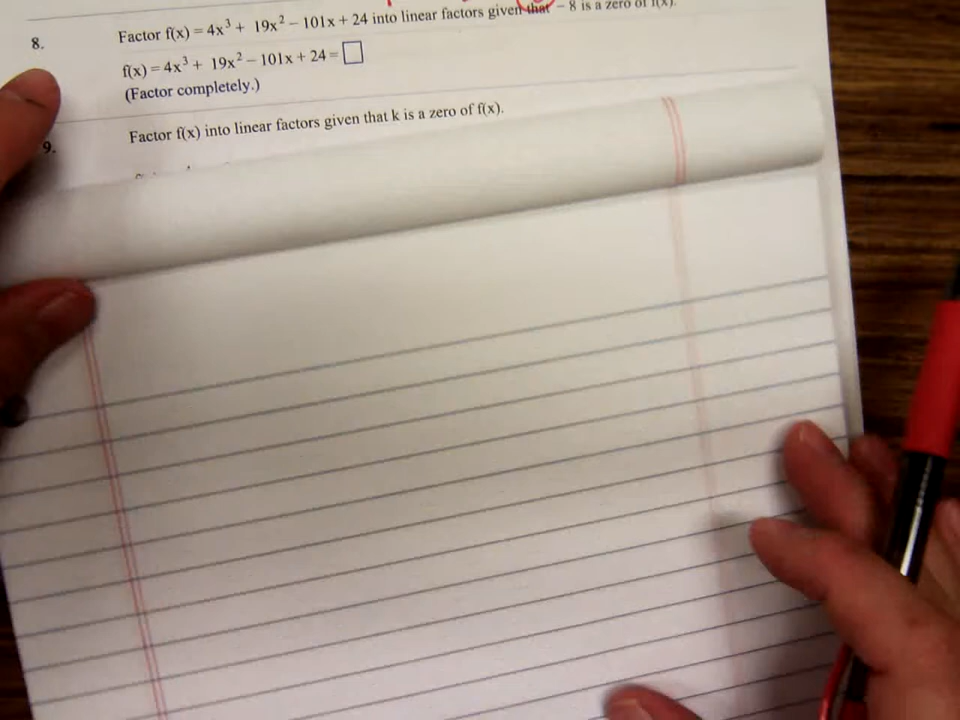 8. Factor f(x) = 4x³ + 19x² − 101x + 24 into linear factors given that − 8 is a zero of f(x).
f(x) = 4x³ + 19x² − 101x + 24 = □
(Factor completely.)
9. Factor f(x) into linear factors given that k is a zero of f(x).